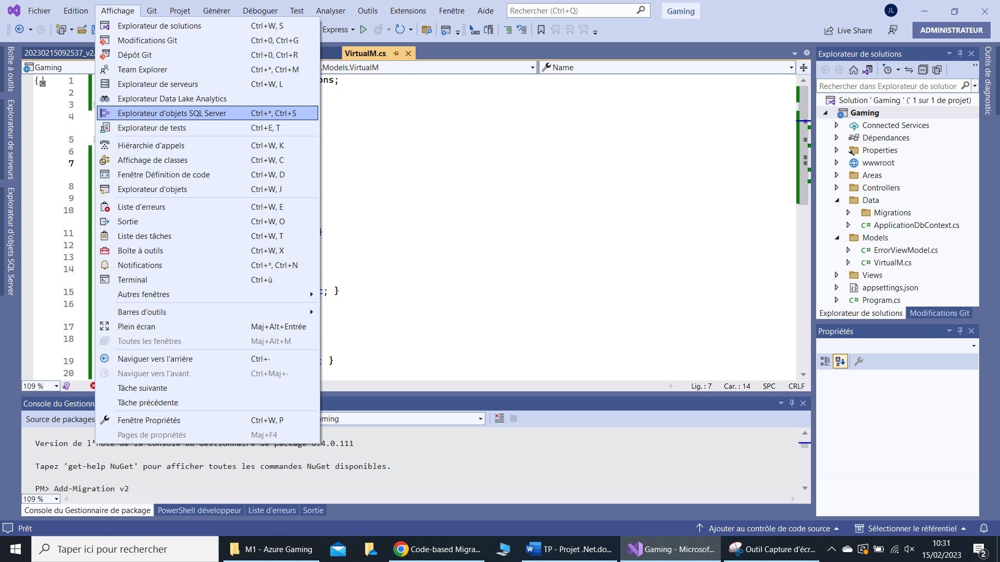 Fichier Edition Affichage Git Projet Générer Déboguer Test Analyser Outils Extensions Fenêtre Aide Rechercher (Ctrl+Q) Gaming JL
Express Live Share ADMINISTRATEUR
20230215092537_v2. VirtualM.cs
Gaming .Models.VirtualM Name
Explorateur de solutions Ctrl+W, S
Modifications Git Ctrl+0, Ctrl+G
Dépôt Git Ctrl+0, Ctrl+R
Team Explorer Ctrl+*, Ctrl+M
Explorateur de serveurs Ctrl+W, L
Explorateur Data Lake Analytics
Explorateur d'objets SQL Server Ctrl+*, Ctrl+S
Explorateur de tests Ctrl+E, T
Hiérarchie d'appels Ctrl+W, K
Affichage de classes Ctrl+W, C
Fenêtre Définition de code Ctrl+W, D
Explorateur d'objets Ctrl+W, J
Liste d'erreurs Ctrl+W, E
Sortie Ctrl+W, O
Liste des tâches Ctrl+W, T
Boîte à outils Ctrl+W, X
Notifications Ctrl+*, Ctrl+N
Terminal Ctrl+ù
Autres fenêtres
Barres d'outils
Plein écran Maj+Alt+Entrée
Toutes les fenêtres Maj+Alt+M
Naviguer vers l'arrière Ctrl+·
Naviguer vers l'avant Ctrl+Maj+·
Tâche suivante
Tâche précédente
Fenêtre Propriétés Ctrl+W, P
Pages de propriétés Maj+F4
Boîte à outils
Explorateur de serveurs
Explorateur d'objets SQL Server
1
2
3
4
5
6
7
8
9
10
11
12
13
14
15
16
17
18
19
20
ons;
}
; }
; }
109 % Lig. : 7 Car. : 14 SPC CRLF
Console du Gestionn
Source de packages ming
Version de l'hôte de la Console du Gestionnaire de package 6.4.0.111
Tapez 'get-help NuGet' pour afficher toutes les commandes NuGet disponibles.
PM> Add-Migration v2
109 %
Console du Gestionnaire de package PowerShell développeur Liste d'erreurs Sortie
Explorateur de solutions
Rechercher dans Explorateur de solution
Solution ' Gaming ' (' 1 sur 1 de projet)
Gaming
Connected Services
Dépendances
Properties
wwwroot
Areas
Controllers
Data
Migrations
C# ApplicationDbContext.cs
Models
C# ErrorViewModel.cs
C# VirtualM.cs
Views
appsettings.json
C# Program.cs
Explorateur de solutions Modifications Git
Propriétés
Outils de diagnostic
Prêt Ajouter au contrôle de code source Sélectionner le référentiel
Taper ici pour rechercher M1 - Azure Gaming Code-based Migra... TP - Projet .Net.do... Gaming - Microsof... Outil Capture d'écr... 10:31
15/02/2023 2